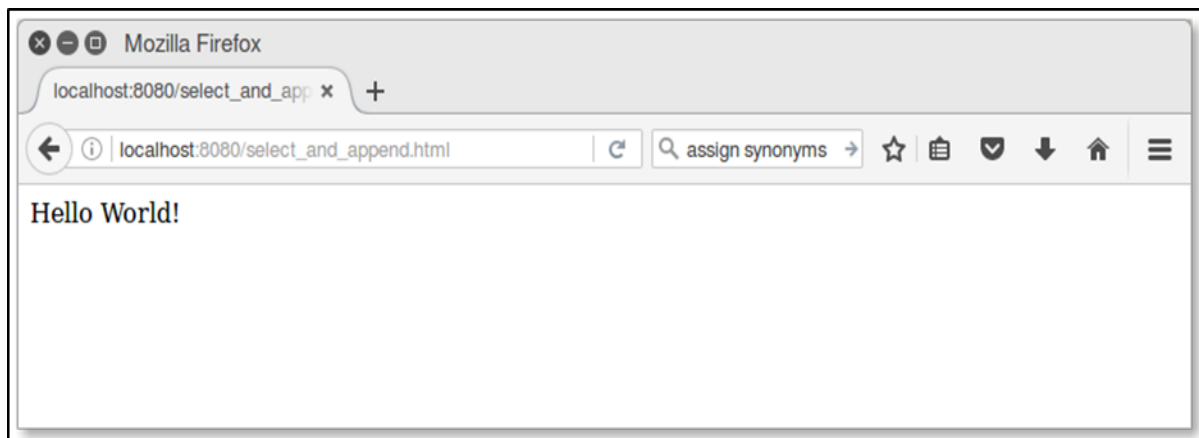 Mozilla Firefox
localhost:8080/select_and_app
localhost:8080/select_and_append.html
assign synonyms
Hello World!